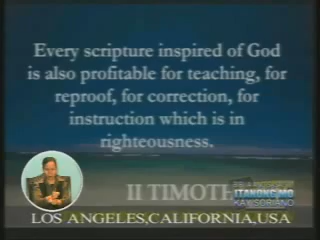 Every scripture inspired of God
is also profitable for teaching, for
reproof, for correction, for
instruction which is in
righteousness.
II TIMOTH
ITANONG MO
KAY SORIANO
LOS ANGELES,CALIFORNIA,USA